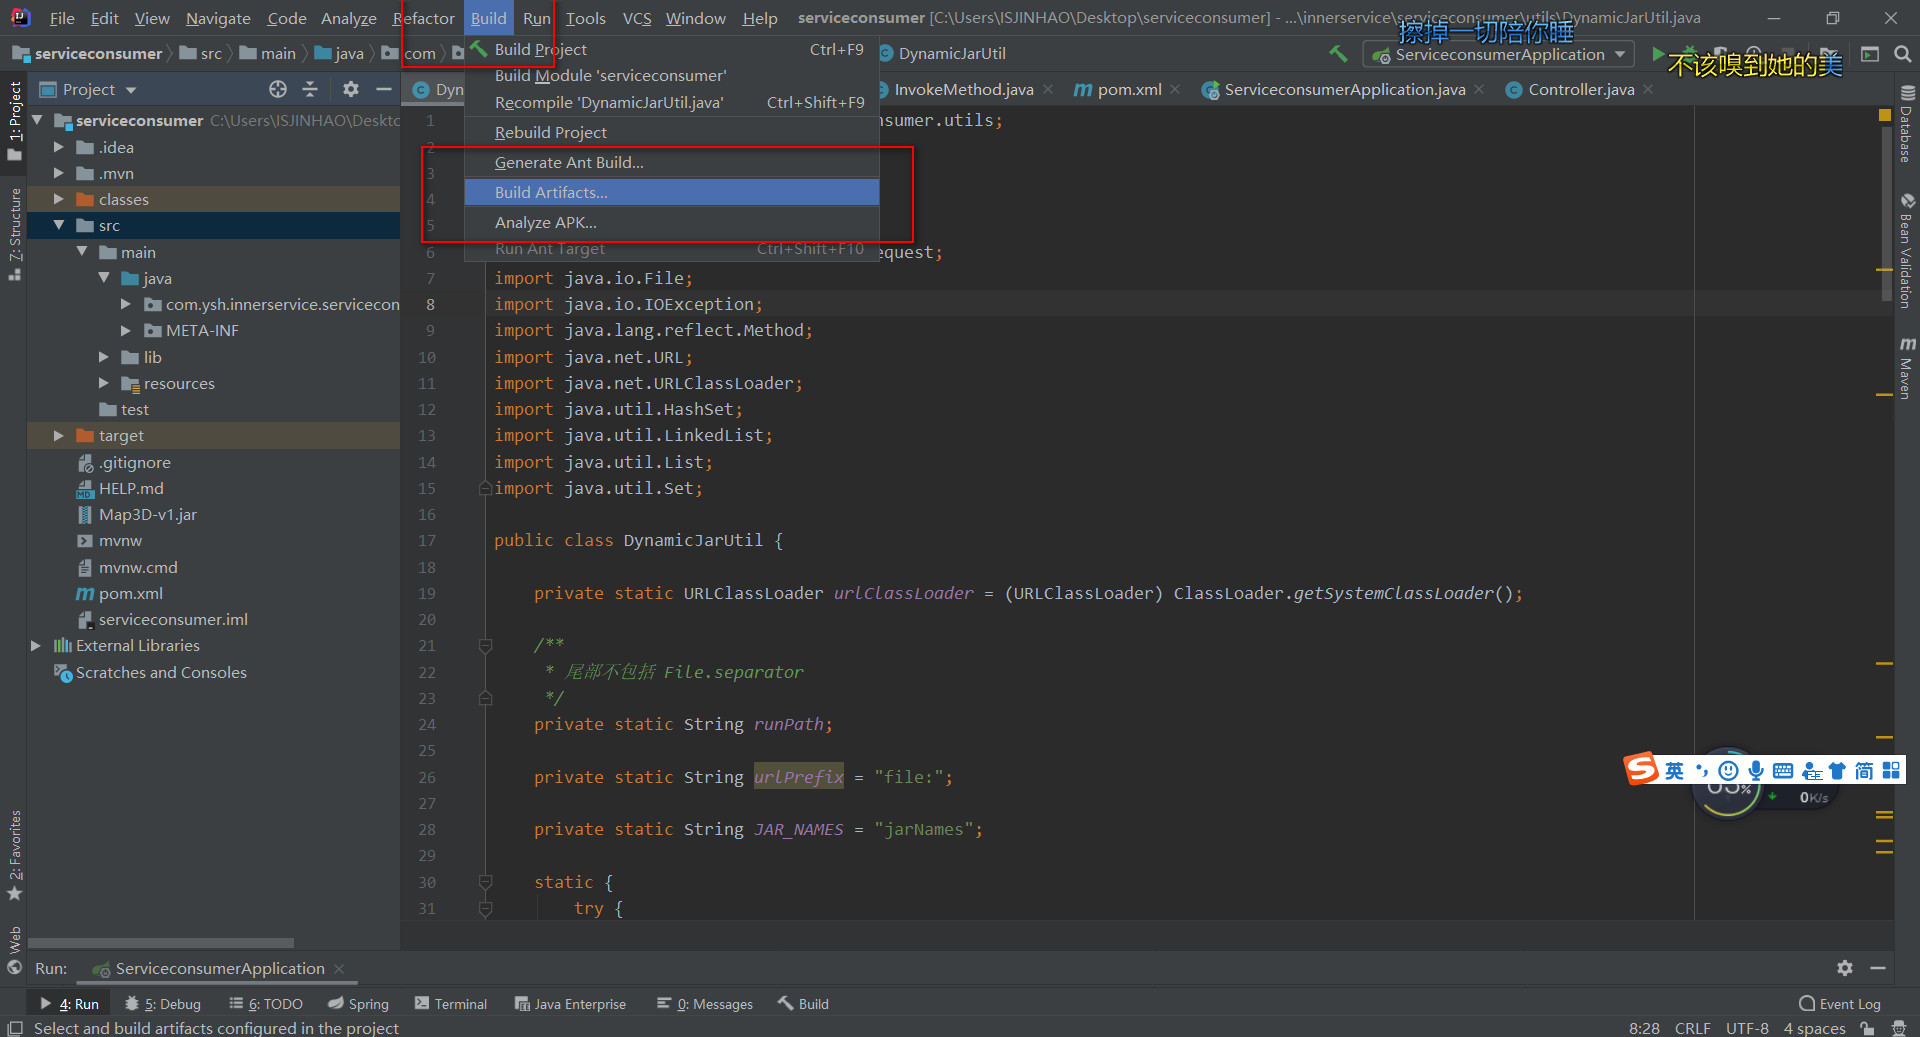 File Edit View Navigate Code Analyze Refactor Build Run Tools VCS Window Help serviceconsumer [C:\Users\ISJINHAO\Desktop\serviceconsumer] - ...\innerservice\serviceconsumer\utils\DynamicJarUtil.java
擦掉一切陪你睡
不该嗅到她的美
serviceconsumer src main java com DynamicJarUtil ServiceconsumerApplication
Build Project Ctrl+F9
Build Module 'serviceconsumer'
Recompile 'DynamicJarUtil.java' Ctrl+Shift+F9
Rebuild Project
Generate Ant Build...
Build Artifacts...
Analyze APK...
Run Ant Target Ctrl+Shift+F10
Project
Dyn InvokeMethod.java pom.xml ServiceconsumerApplication.java Controller.java
1: Project
7: Structure
2: Favorites
Web
serviceconsumer C:\Users\ISJINHAO\Deskto
.idea
.mvn
classes
src
main
java
com.ysh.innerservice.servicecon
META-INF
lib
resources
test
target
.gitignore
HELP.md
Map3D-v1.jar
mvnw
mvnw.cmd
pom.xml
serviceconsumer.iml
External Libraries
Scratches and Consoles
1 nsumer.utils;
2
3
4
5
6 equest;
7 import java.io.File;
8 import java.io.IOException;
9 import java.lang.reflect.Method;
10 import java.net.URL;
11 import java.net.URLClassLoader;
12 import java.util.HashSet;
13 import java.util.LinkedList;
14 import java.util.List;
15 import java.util.Set;
16
17 public class DynamicJarUtil {
18
19 private static URLClassLoader urlClassLoader = (URLClassLoader) ClassLoader.getSystemClassLoader();
20
21 /**
22 * 尾部不包括 File.separator
23 */
24 private static String runPath;
25
26 private static String urlPrefix = "file:";
27
28 private static String JAR_NAMES = "jarNames";
29
30 static {
31 try {
Database
Bean Validation
Maven
英 简
0K/s
Run: ServiceconsumerApplication
4: Run 5: Debug 6: TODO Spring Terminal Java Enterprise 0: Messages Build Event Log
Select and build artifacts configured in the project 8:28 CRLF UTF-8 4 spaces